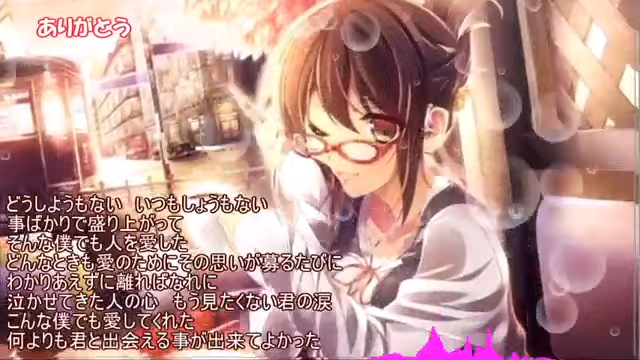 ありがとう
どうしようもない　いつもしょうもない
事ばかりで盛り上がって
そんな僕でも人を愛した
どんなときも愛のためにその思いが募るたびに
わかりあえずに離ればなれに
泣かせてきた人の心　もう見たくない君の涙
こんな僕でも愛してくれた
何よりも君と出会える事が出来てよかった